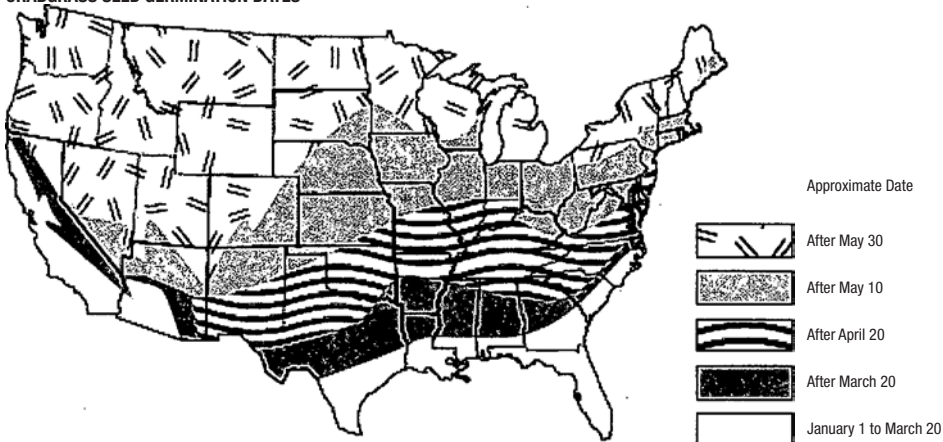 CRABGRASS SEED GERMINATION DATES
Approximate Date
After May 30
After May 10
After April 20
After March 20
January 1 to March 20